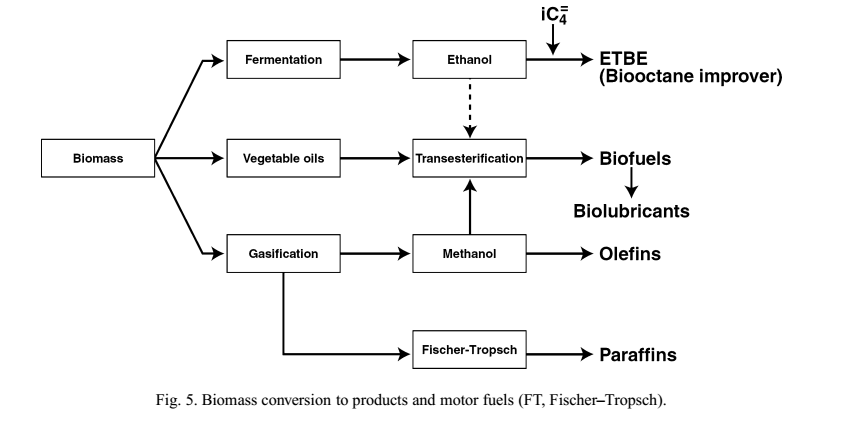 iC₄⁼
Fermentation
Ethanol
ETBE
(Biooctane improver)
Biomass
Vegetable oils
Transesterification
Biofuels
Biolubricants
Gasification
Methanol
Olefins
Fischer-Tropsch
Paraffins
Fig. 5. Biomass conversion to products and motor fuels (FT, Fischer–Tropsch).